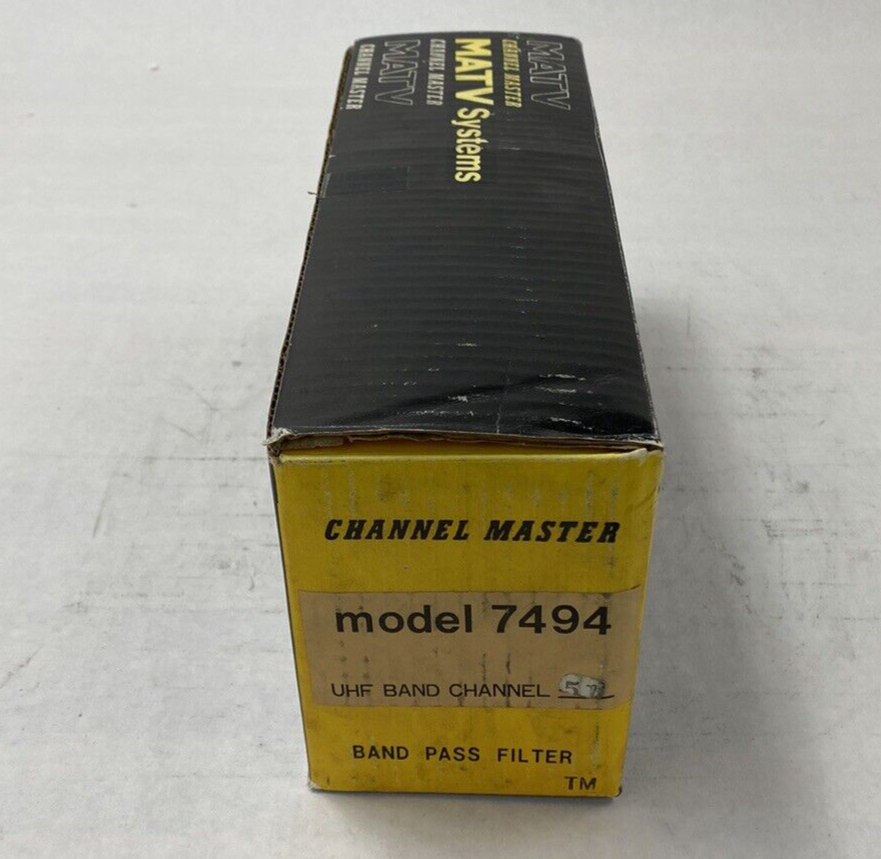 MATV
CHANNEL MASTER
MATV Systems
CHANNEL MASTER
MATV
CHANNEL MASTER
CHANNEL MASTER
model 7494
UHF BAND CHANNEL
BAND PASS FILTER
TM